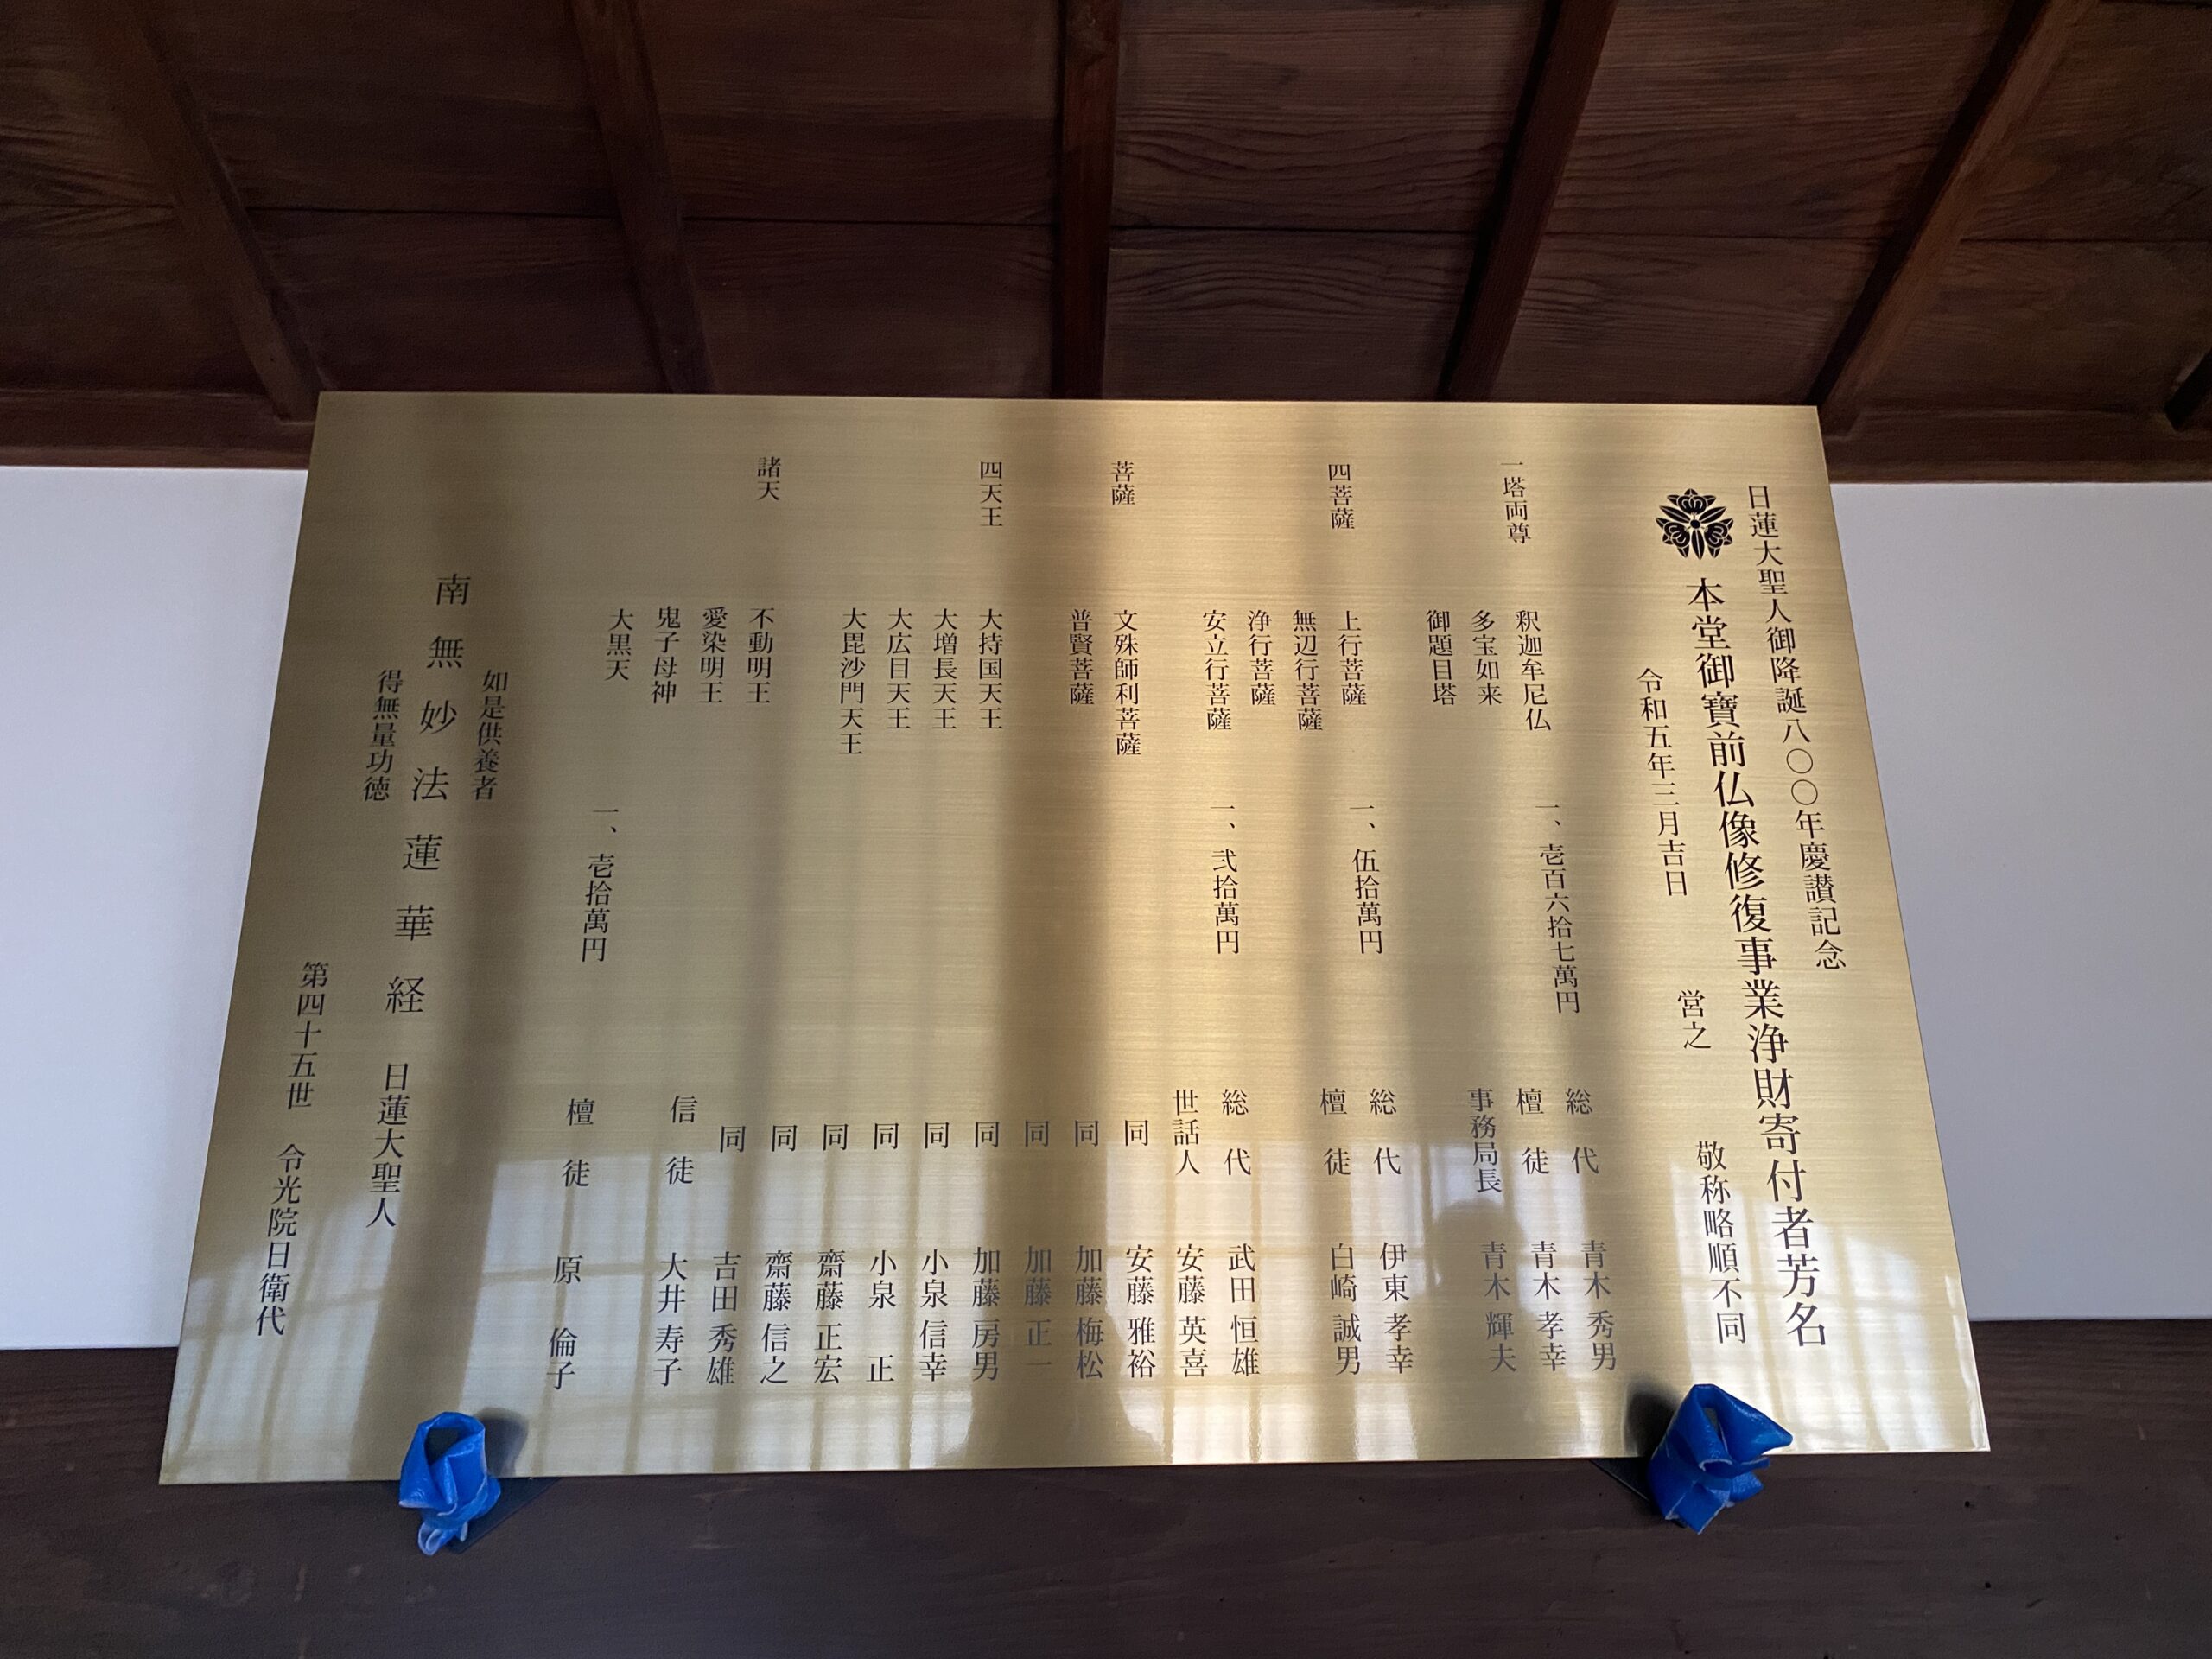 日蓮大聖人御降誕八〇〇年慶讃記念
本堂御寶前仏像修復事業浄財寄付者芳名
令和五年三月吉日　営之　敬称略順不同
一塔両尊
釈迦牟尼仏
多宝如来
御題目塔
四菩薩
上行菩薩
無辺行菩薩
浄行菩薩
安立行菩薩
菩薩
文殊師利菩薩
普賢菩薩
四天王
大持国天王
大増長天王
大広目天王
大毘沙門天王
諸天
不動明王
愛染明王
鬼子母神
大黒天
一、壱百六拾七萬円
総代　青木 秀男
檀徒　青木 孝幸
事務局長　青木 輝夫
一、伍拾萬円
総代　伊東 孝幸
檀徒　白崎 誠男
一、弐拾萬円
総代　武田 恒雄
世話人　安藤 英喜
同　安藤 雅裕
同　加藤 梅松
同　加藤 正一
同　加藤 房男
同　小泉 信幸
同　小泉 正
同　齋藤 正宏
同　齋藤 信之
同　吉田 秀雄
信徒　大井 寿子
一、壱拾萬円
檀徒　原 倫子
如是供養者
南無妙法蓮華経　日蓮大聖人
得無量功徳
第四十五世　令光院日衛代